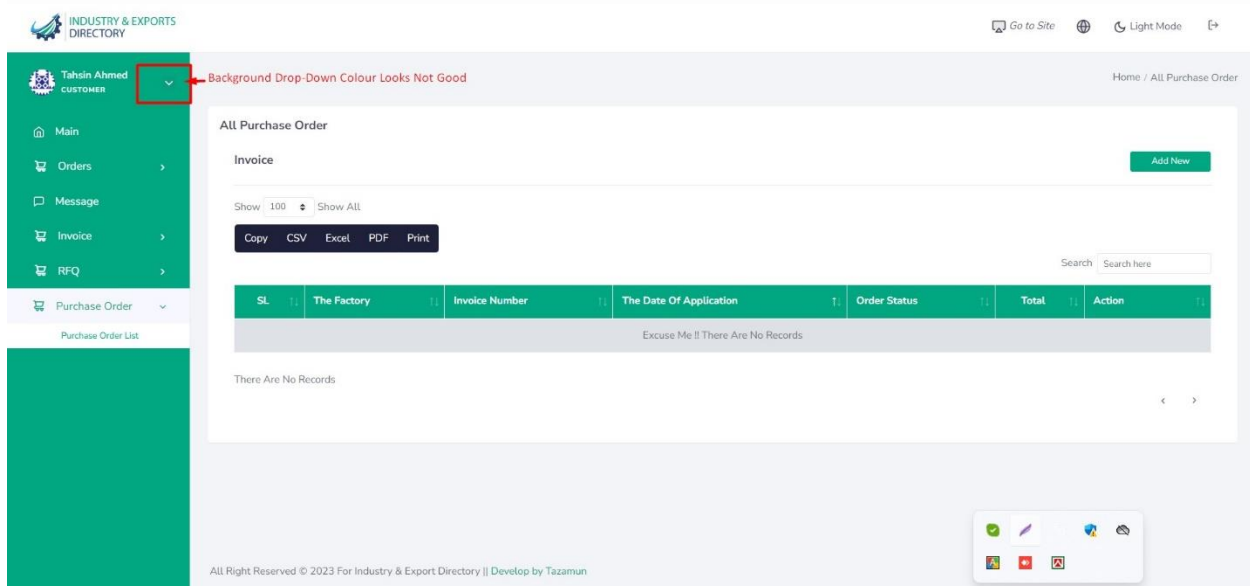 INDUSTRY & EXPORTS
DIRECTORY
Go to Site
Light Mode
Tahsin Ahmed
CUSTOMER
Background Drop-Down Colour Looks Not Good
Home / All Purchase Order
Main
Orders
Message
Invoice
RFQ
Purchase Order
Purchase Order List
All Purchase Order
Invoice
Add New
Show 100 Show All
Copy CSV Excel PDF Print
Search Search here
SL The Factory Invoice Number The Date Of Application Order Status Total Action
Excuse Me !! There Are No Records
There Are No Records
All Right Reserved © 2023 For Industry & Export Directory || Develop by Tazamun